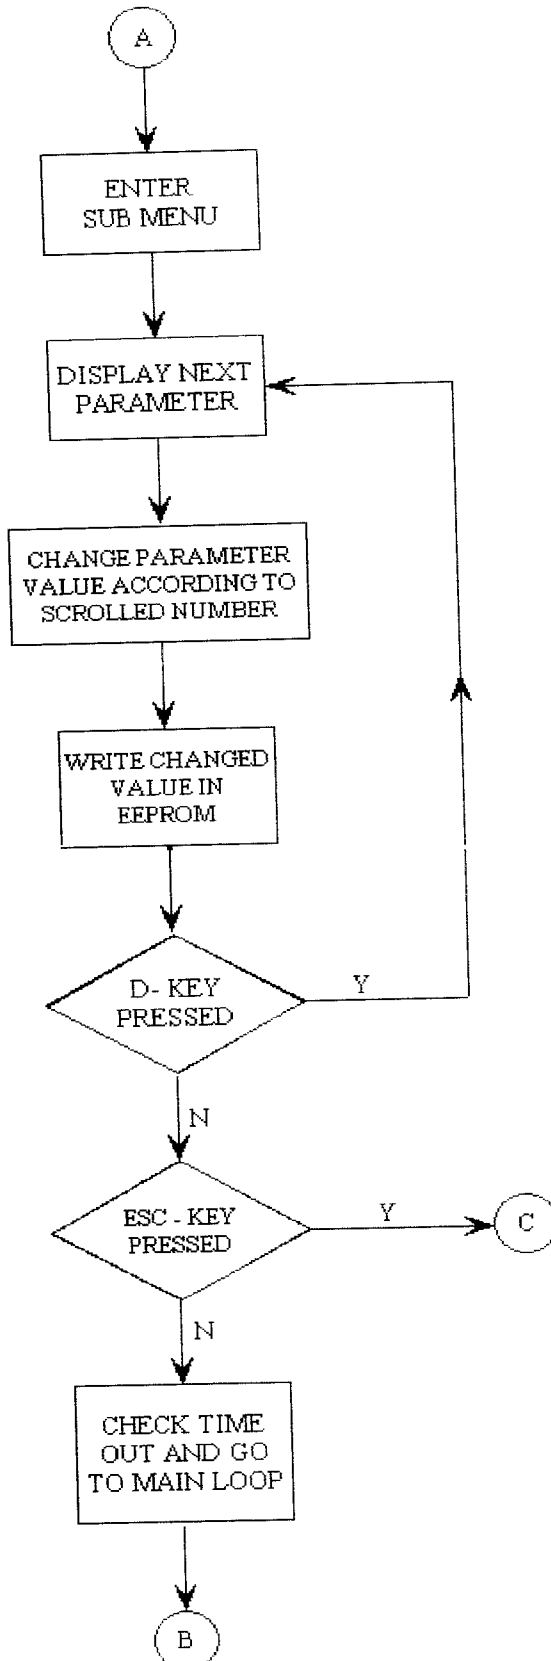 A
ENTER
SUB MENU
DISPLAY NEXT
PARAMETER
CHANGE PARAMETER
VALUE ACCORDING TO
SCROLLED NUMBER
WRITE CHANGED
VALUE IN
EEPROM
D- KEY
PRESSED
Y
N
ESC - KEY
PRESSED
Y
C
N
CHECK TIME
OUT AND GO
TO MAIN LOOP
B